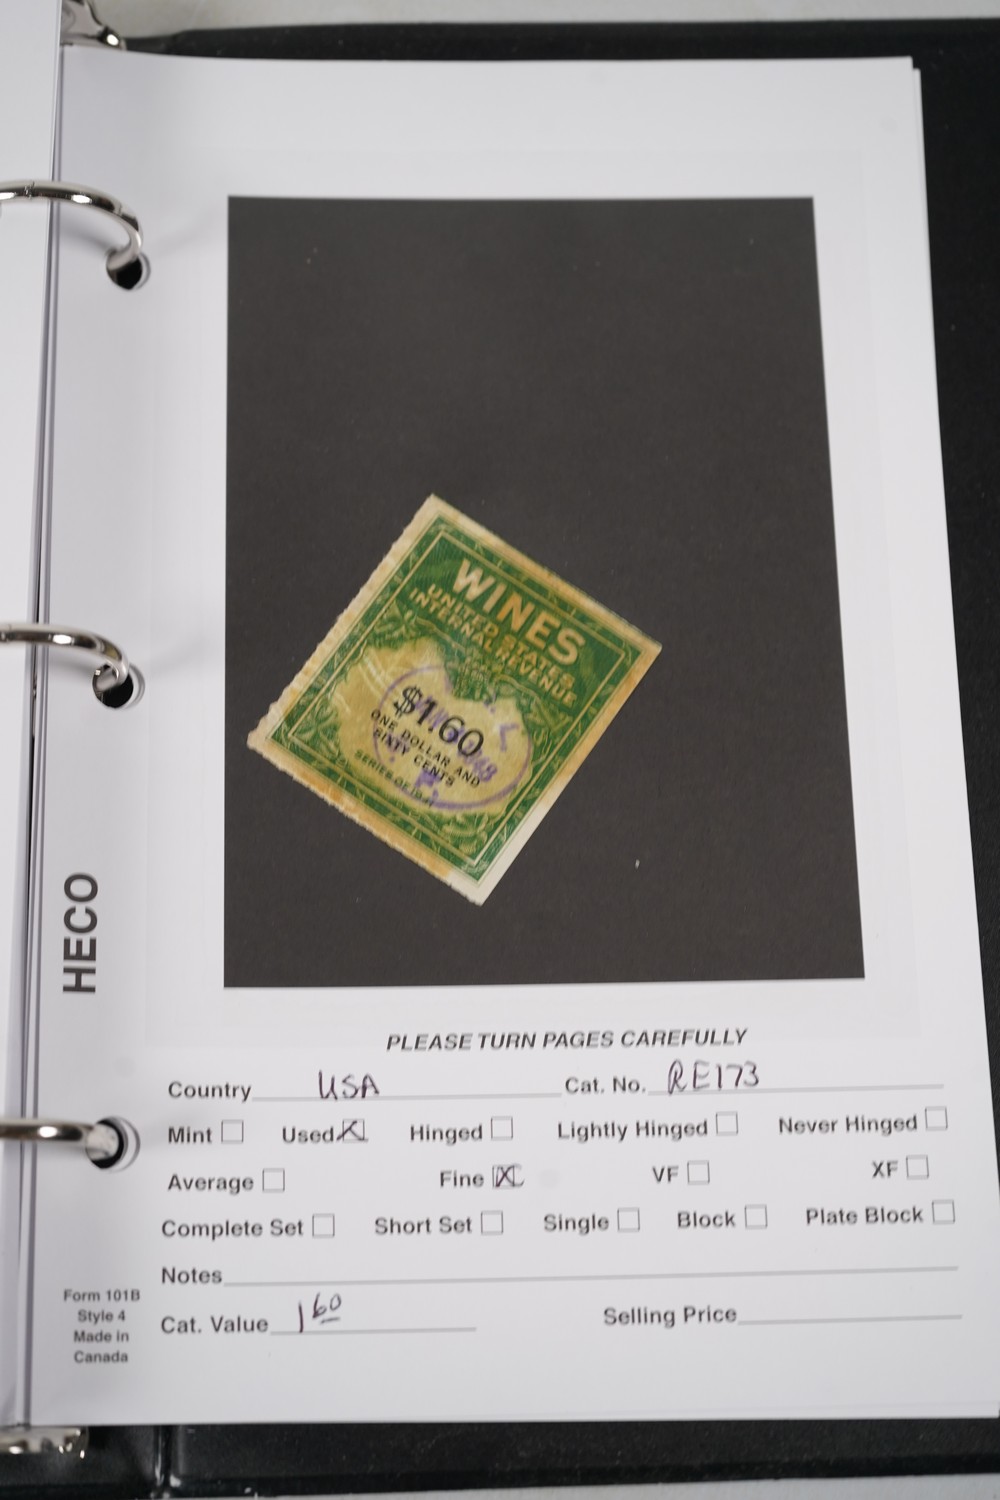 WINES
UNITED STATES
INTERNAL REVENUE
$1.60
ONE DOLLAR AND
SIXTY CENTS
SERIES OF 1941
HECO
PLEASE TURN PAGES CAREFULLY
Country USA Cat. No. RE173
Mint Used Hinged Lightly Hinged Never Hinged
Average Fine VF XF
Complete Set Short Set Single Block Plate Block
Notes
Cat. Value 1 60 Selling Price
Form 101B
Style 4
Made in
Canada